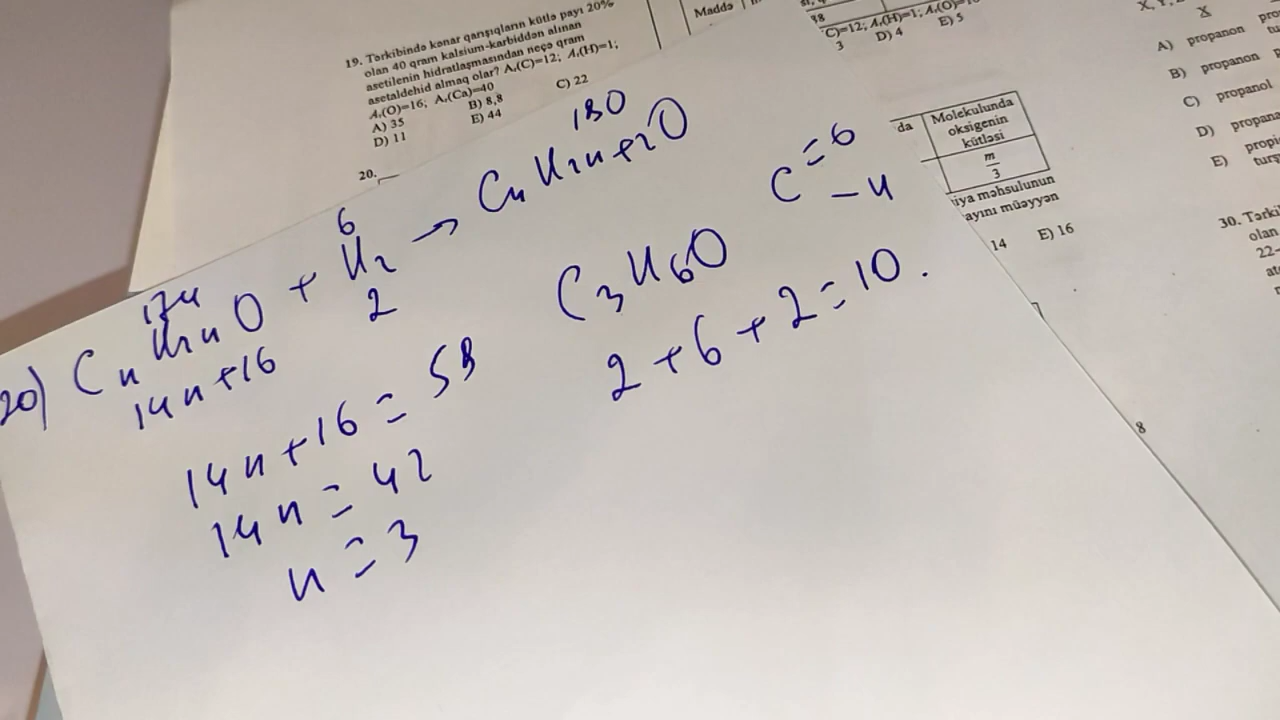 19. Tərkibində kənar qarışıqların kütlə payı 20%
olan 40 qram kalsium-karbiddən alınan
asetilenin hidratlaşmasından neçə qram
asetaldehid almaq olar? Aᵣ(C)=12; Aᵣ(H)=1;
Aᵣ(O)=16; Aᵣ(Ca)=40
A) 35 B) 8,8 C) 22
D) 11 E) 44
20.
Maddə
98
C)=12; Aᵣ(H)=1; Aᵣ(O)=16
3 D) 4 E) 5
da
Molekulunda
oksigenin
kütləsi
m
3
iya məhsulunun
ayını müəyyən
14 E) 16
X
A) propanon
B) propanon
C) propanol
D)
E)
30.
olan
22-
8
174 6 180
20) CnH2nO + H2 → CnH2n+2O
14n+16 2
14n+16=58
14n=42
n=3
C3H6O
2+6+2=10.
C=6
-4